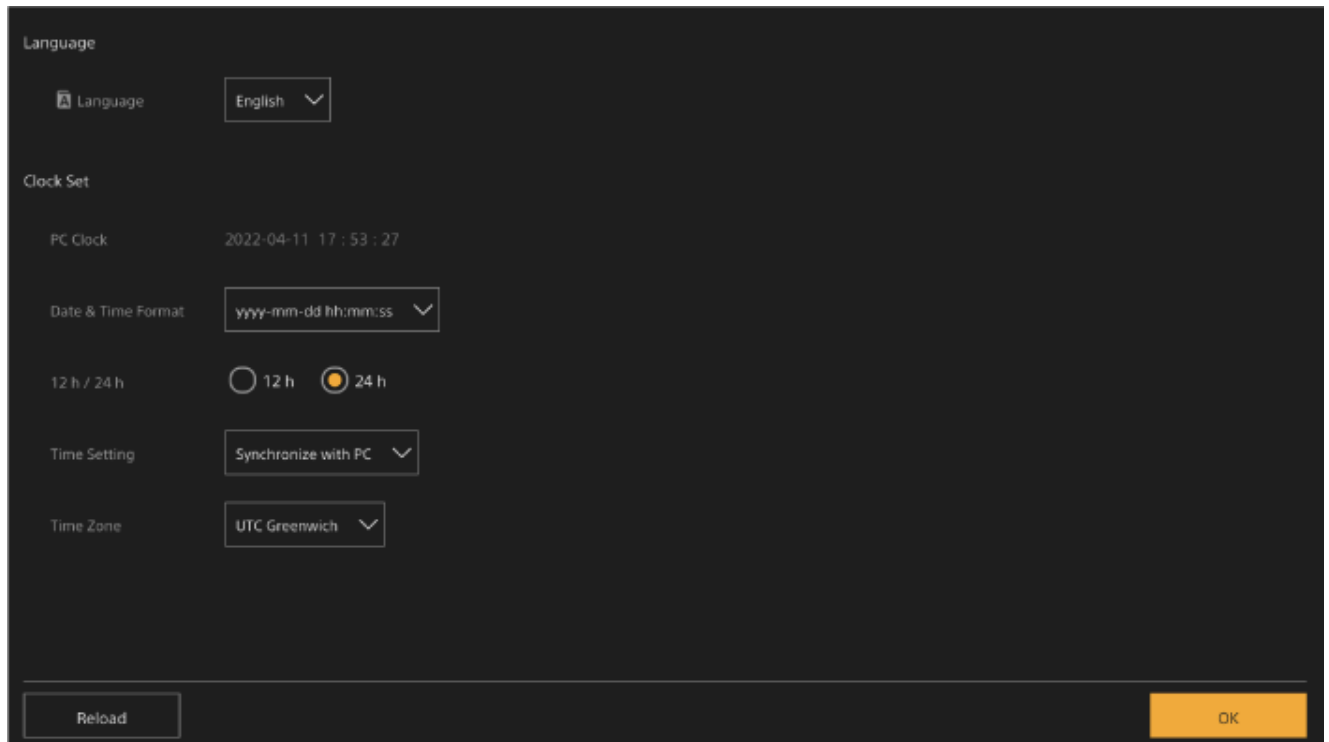 Language
Language English
Clock Set
PC Clock 2022-04-11 17 : 53 : 27
Date & Time Format yyyy-mm-dd hh:mm:ss
12 h / 24 h 12 h 24 h
Time Setting Synchronize with PC
Time Zone UTC Greenwich
Reload OK